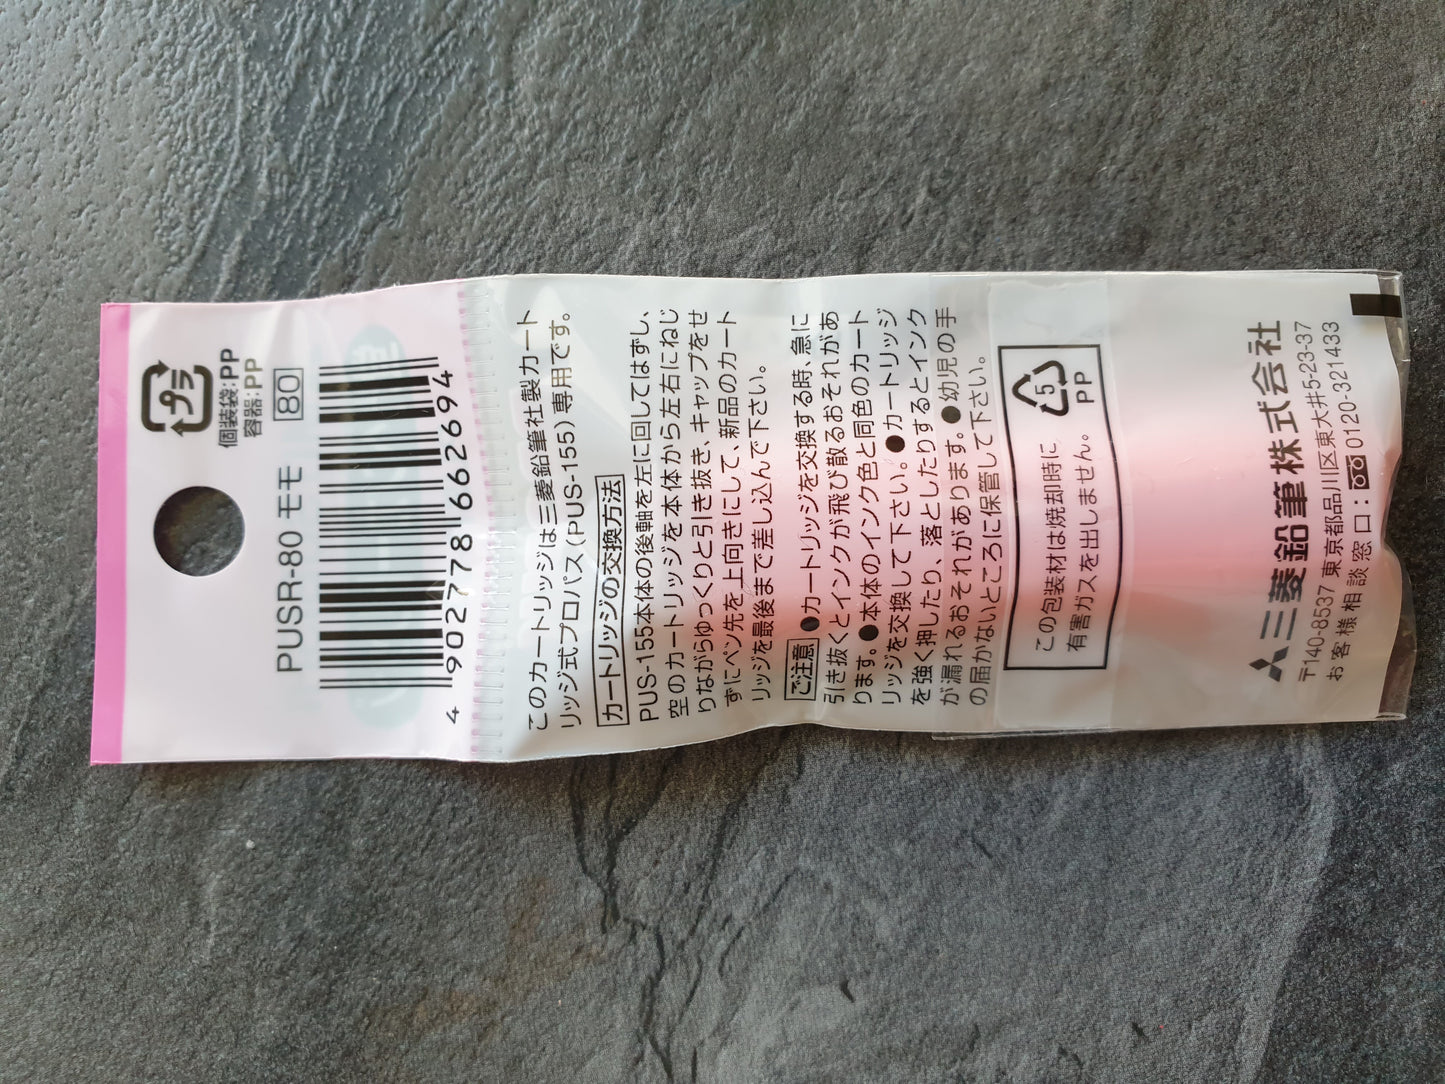 プラ
個装袋:PP
容器:PP
PUSR-80 モモ
80
4 902778 662694
このカートリッジは三菱鉛筆社製カート
リッジ式プロパス(PUS-155)専用です。
カートリッジの交換方法
PUS-155本体の後軸を左に回してはずし、
空のカートリッジを本体から左右にねじ
りながらゆっくりと引き抜き、キャップをせ
ずにペン先を上向きにして、新品のカート
リッジを最後まで差し込んで下さい。
ご注意 ●カートリッジを交換する時、急に
引き抜くとインクが飛び散るおそれがあ
ります。●本体のインク色と同色のカート
リッジを交換して下さい。●カートリッジ
を強く押したり、落としたりするとインク
が漏れるおそれがあります。●幼児の手
の届かないところに保管して下さい。
この包装材は焼却時に
有害ガスを出しません。
5
PP
三菱鉛筆株式会社
〒140-8537 東京都品川区東大井5-23-37
お客様相談窓口:0120-321433